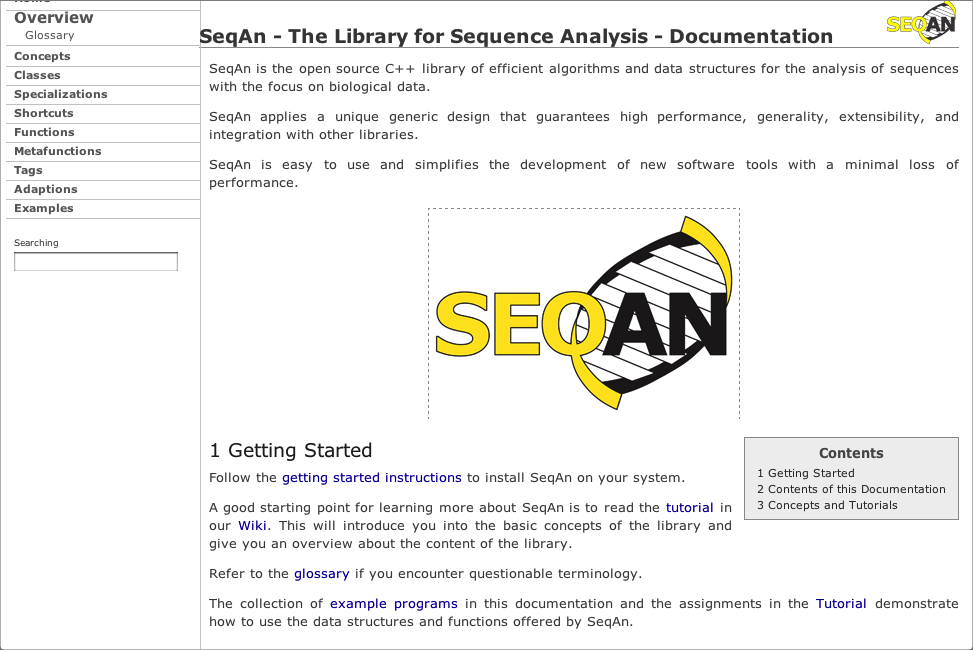 Home
Overview
Glossary
Concepts
Classes
Specializations
Shortcuts
Functions
Metafunctions
Tags
Adaptions
Examples
Searching
SeqAn - The Library for Sequence Analysis - Documentation
SEQAN
SeqAn is the open source C++ library of efficient algorithms and data structures for the analysis of sequences
with the focus on biological data.
SeqAn applies a unique generic design that guarantees high performance, generality, extensibility, and
integration with other libraries.
SeqAn is easy to use and simplifies the development of new software tools with a minimal loss of
performance.
SEQAN
1 Getting Started
Follow the getting started instructions to install SeqAn on your system.
A good starting point for learning more about SeqAn is to read the tutorial in
our Wiki. This will introduce you into the basic concepts of the library and
give you an overview about the content of the library.
Refer to the glossary if you encounter questionable terminology.
The collection of example programs in this documentation and the assignments in the Tutorial demonstrate
how to use the data structures and functions offered by SeqAn.
Contents
1 Getting Started
2 Contents of this Documentation
3 Concepts and Tutorials